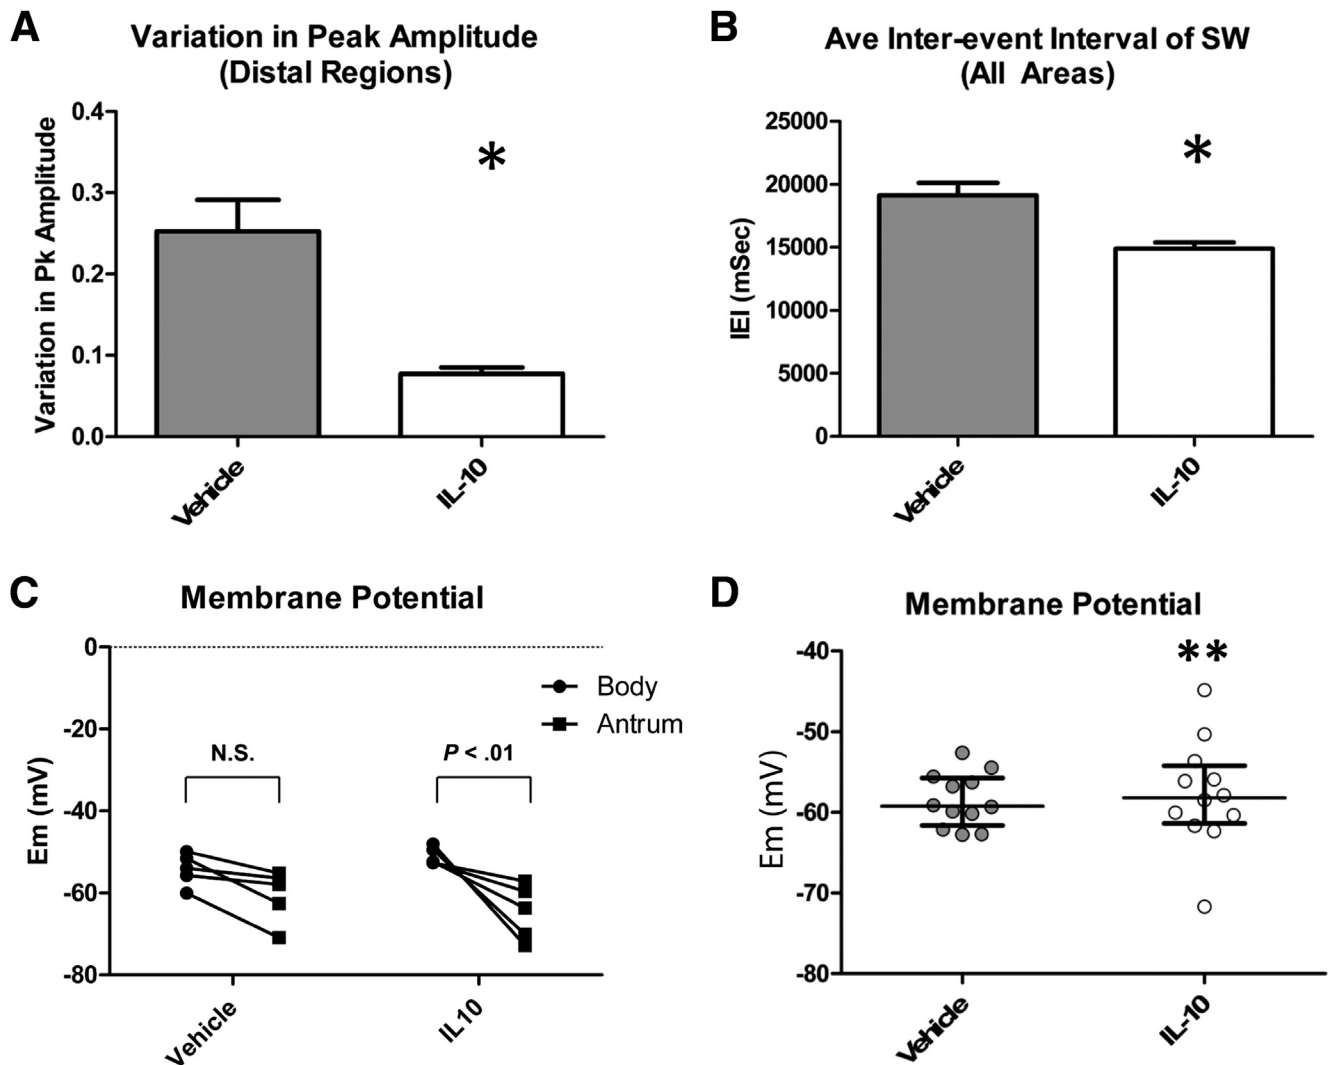 A
Variation in Peak Amplitude
(Distal Regions)
Variation in Pk Amplitude
0.4
0.3
0.2
0.1
0.0
*
Vehicle
IL-10
B
Ave Inter-event Interval of SW
(All Areas)
IEI (mSec)
25000
20000
15000
10000
5000
0
*
Vehicle
IL-10
C
Membrane Potential
Em (mV)
0
-20
-40
-60
-80
Body
Antrum
N.S.
P < .01
Vehicle
IL10
D
Membrane Potential
Em (mV)
-40
-50
-60
-70
-80
**
Vehicle
IL-10